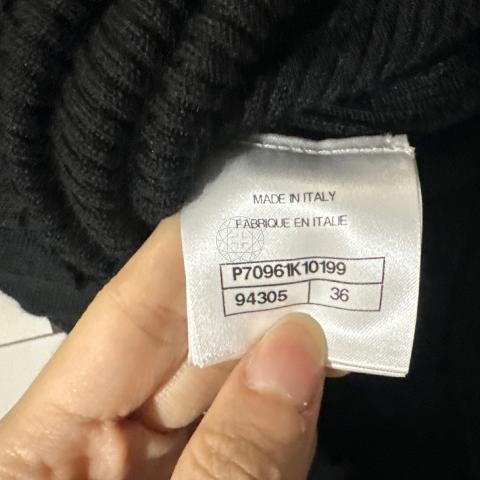 MADE IN ITALY
FABRIQUE EN ITALIE
P70961K10199
94305 36